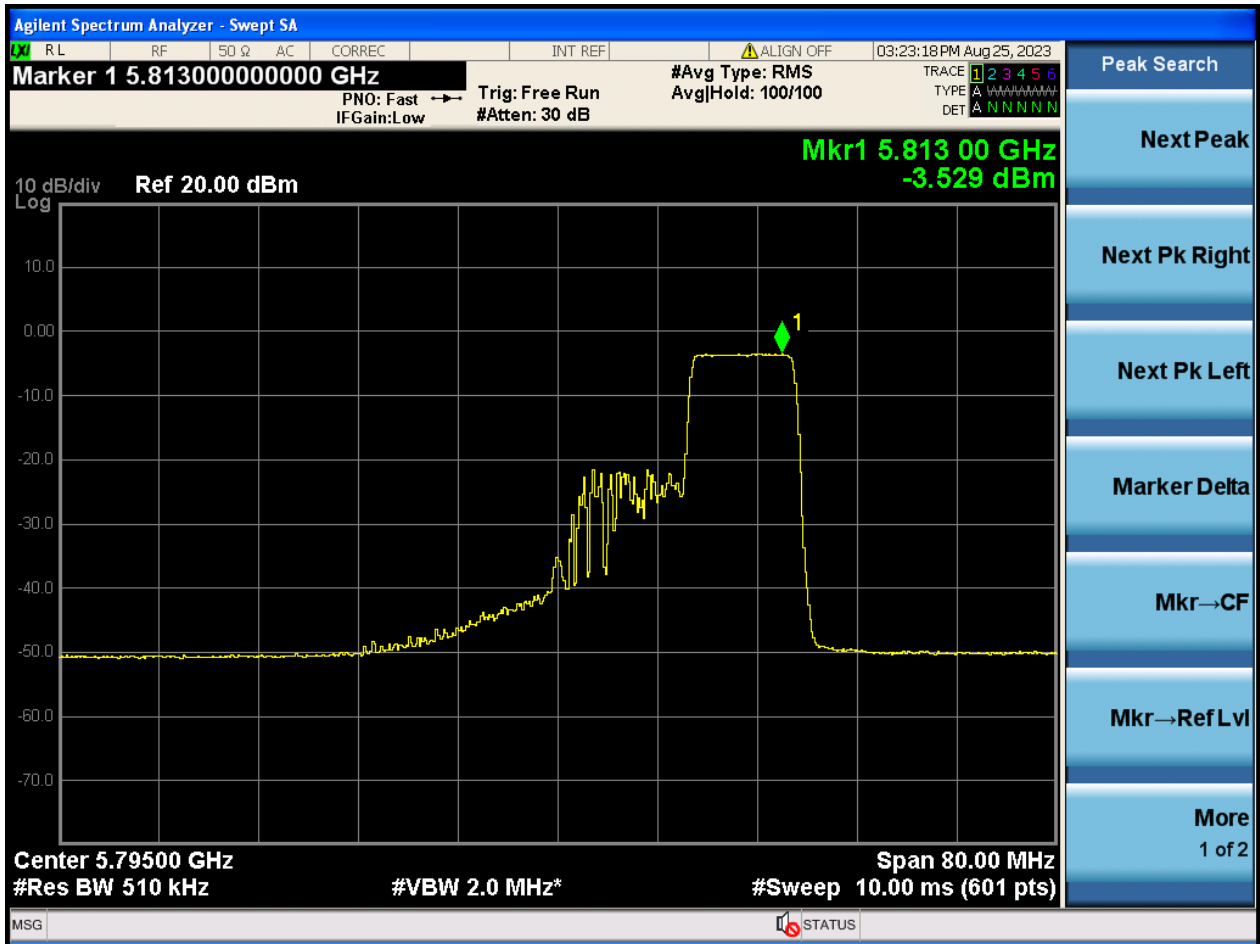 Agilent Spectrum Analyzer - Swept SA
LXI RL RF 50 Ω AC CORREC INT REF ALIGN OFF 03:23:18 PM Aug 25, 2023
Marker 1 5.813000000000 GHz
PNO: Fast
IFGain:Low
Trig: Free Run
#Atten: 30 dB
#Avg Type: RMS
Avg|Hold: 100/100
TRACE 1 2 3 4 5 6
TYPE A WWWWW
DET A N N N N N
Mkr1 5.813 00 GHz
-3.529 dBm
10 dB/div Ref 20.00 dBm
Log
10.0
0.00
-10.0
-20.0
-30.0
-40.0
-50.0
-60.0
-70.0
1
Center 5.79500 GHz Span 80.00 MHz
#Res BW 510 kHz #VBW 2.0 MHz* #Sweep 10.00 ms (601 pts)
MSG STATUS
Peak Search
Next Peak
Next Pk Right
Next Pk Left
Marker Delta
Mkr→CF
Mkr→Ref Lvl
More
1 of 2